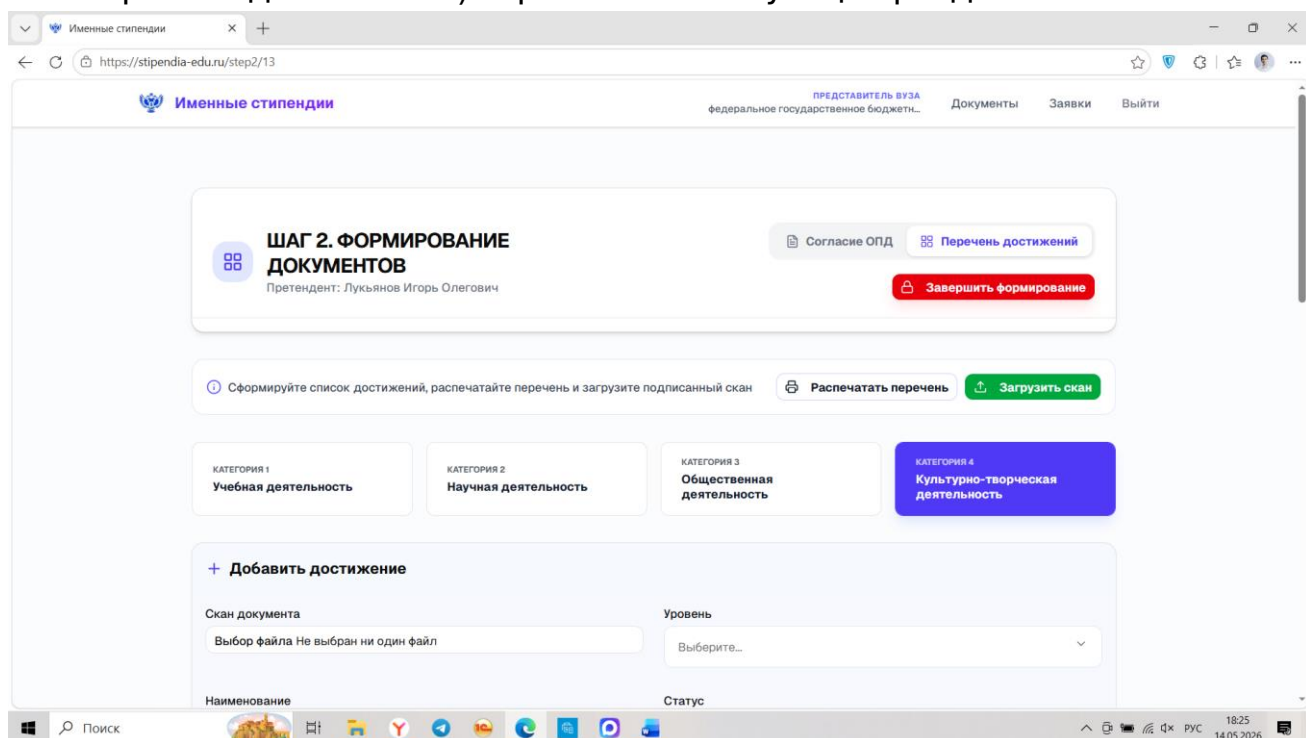 Именные стипендии
https://stipendia-edu.ru/step2/13
Именные стипендии
ПРЕДСТАВИТЕЛЬ ВУЗА
федеральное государственное бюджетн...
Документы
Заявки
Выйти
ШАГ 2. ФОРМИРОВАНИЕ
ДОКУМЕНТОВ
Претендент: Лукьянов Игорь Олегович
Согласие ОПД
Перечень достижений
Завершить формирование
Сформируйте список достижений, распечатайте перечень и загрузите подписанный скан
Распечатать перечень
Загрузить скан
КАТЕГОРИЯ 1
Учебная деятельность
КАТЕГОРИЯ 2
Научная деятельность
КАТЕГОРИЯ 3
Общественная
деятельность
КАТЕГОРИЯ 4
Культурно-творческая
деятельность
+ Добавить достижение
Скан документа
Выбор файла Не выбран ни один файл
Уровень
Выберите...
Наименование
Статус
Поиск
РУС
18:25
14.05.2026